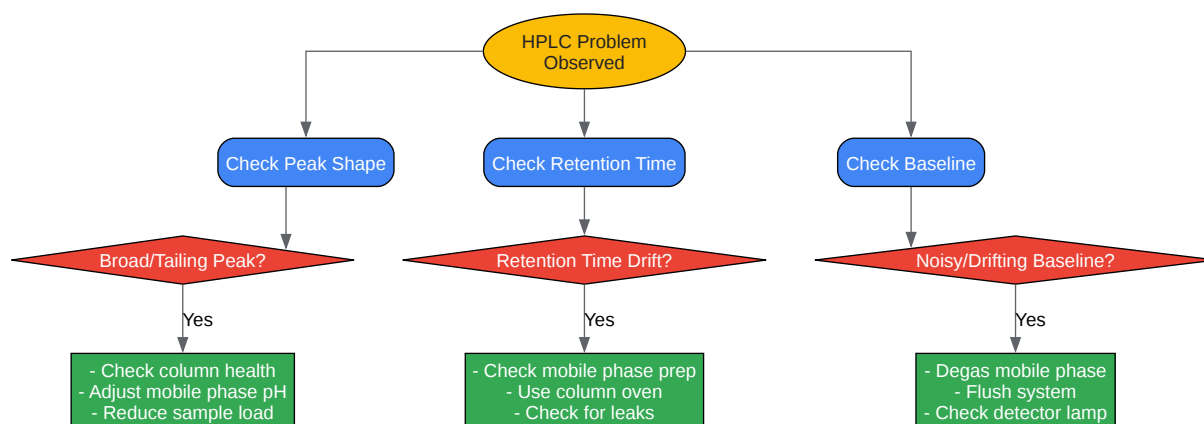 HPLC Problem
Observed
Check Peak Shape
Check Retention Time
Check Baseline
Broad/Tailing Peak?
Retention Time Drift?
Noisy/Drifting Baseline?
Yes
Yes
Yes
- Check column health
- Adjust mobile phase pH
- Reduce sample load
- Check mobile phase prep
- Use column oven
- Check for leaks
- Degas mobile phase
- Flush system
- Check detector lamp